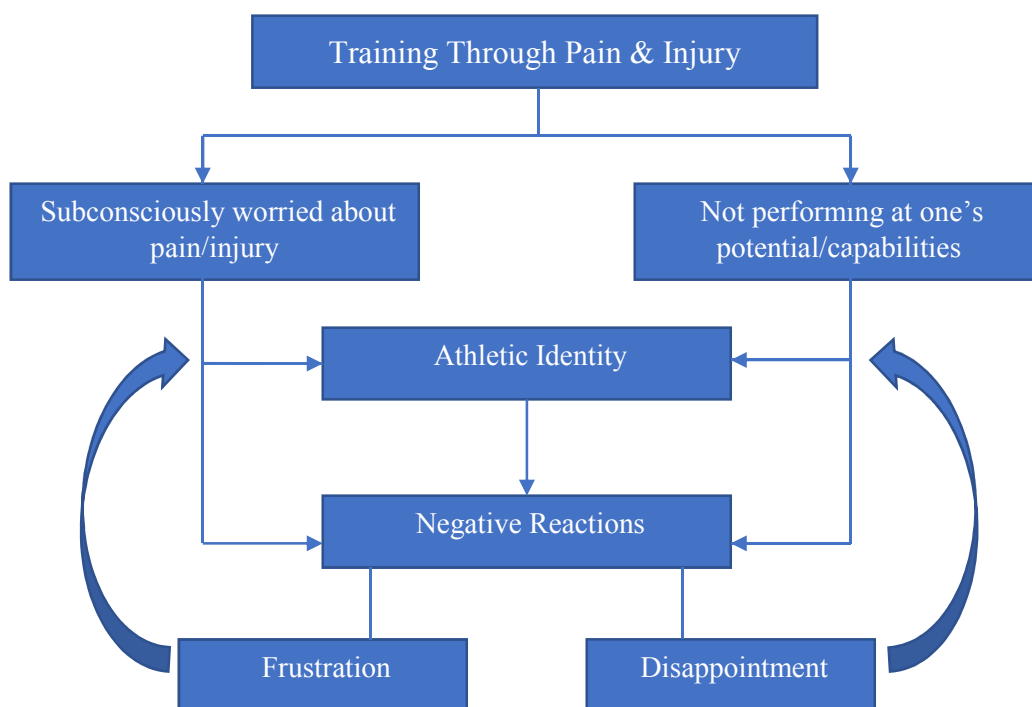 Training Through Pain & Injury
Subconsciously worried about
pain/injury
Not performing at one’s
potential/capabilities
Athletic Identity
Negative Reactions
Frustration
Disappointment